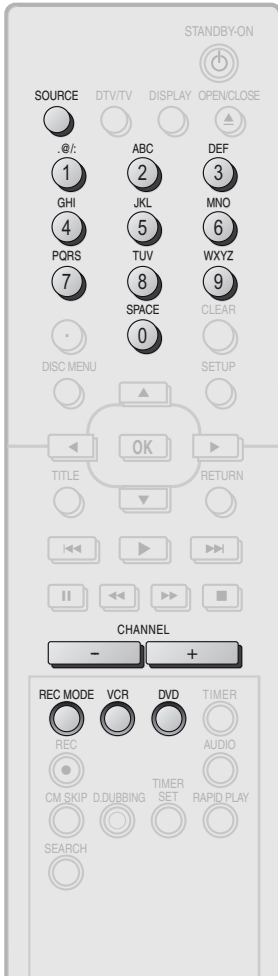 STANDBY-ON
SOURCE DTV/TV DISPLAY OPEN/CLOSE
.@/: ABC DEF
1 2 3
GHI JKL MNO
4 5 6
PQRS TUV WXYZ
7 8 9
SPACE CLEAR
0
DISC MENU SETUP
OK
TITLE RETURN
CHANNEL
- +
REC MODE VCR DVD TIMER
REC AUDIO
CM SKIP D.DUBBING TIMER SET RAPID PLAY
SEARCH